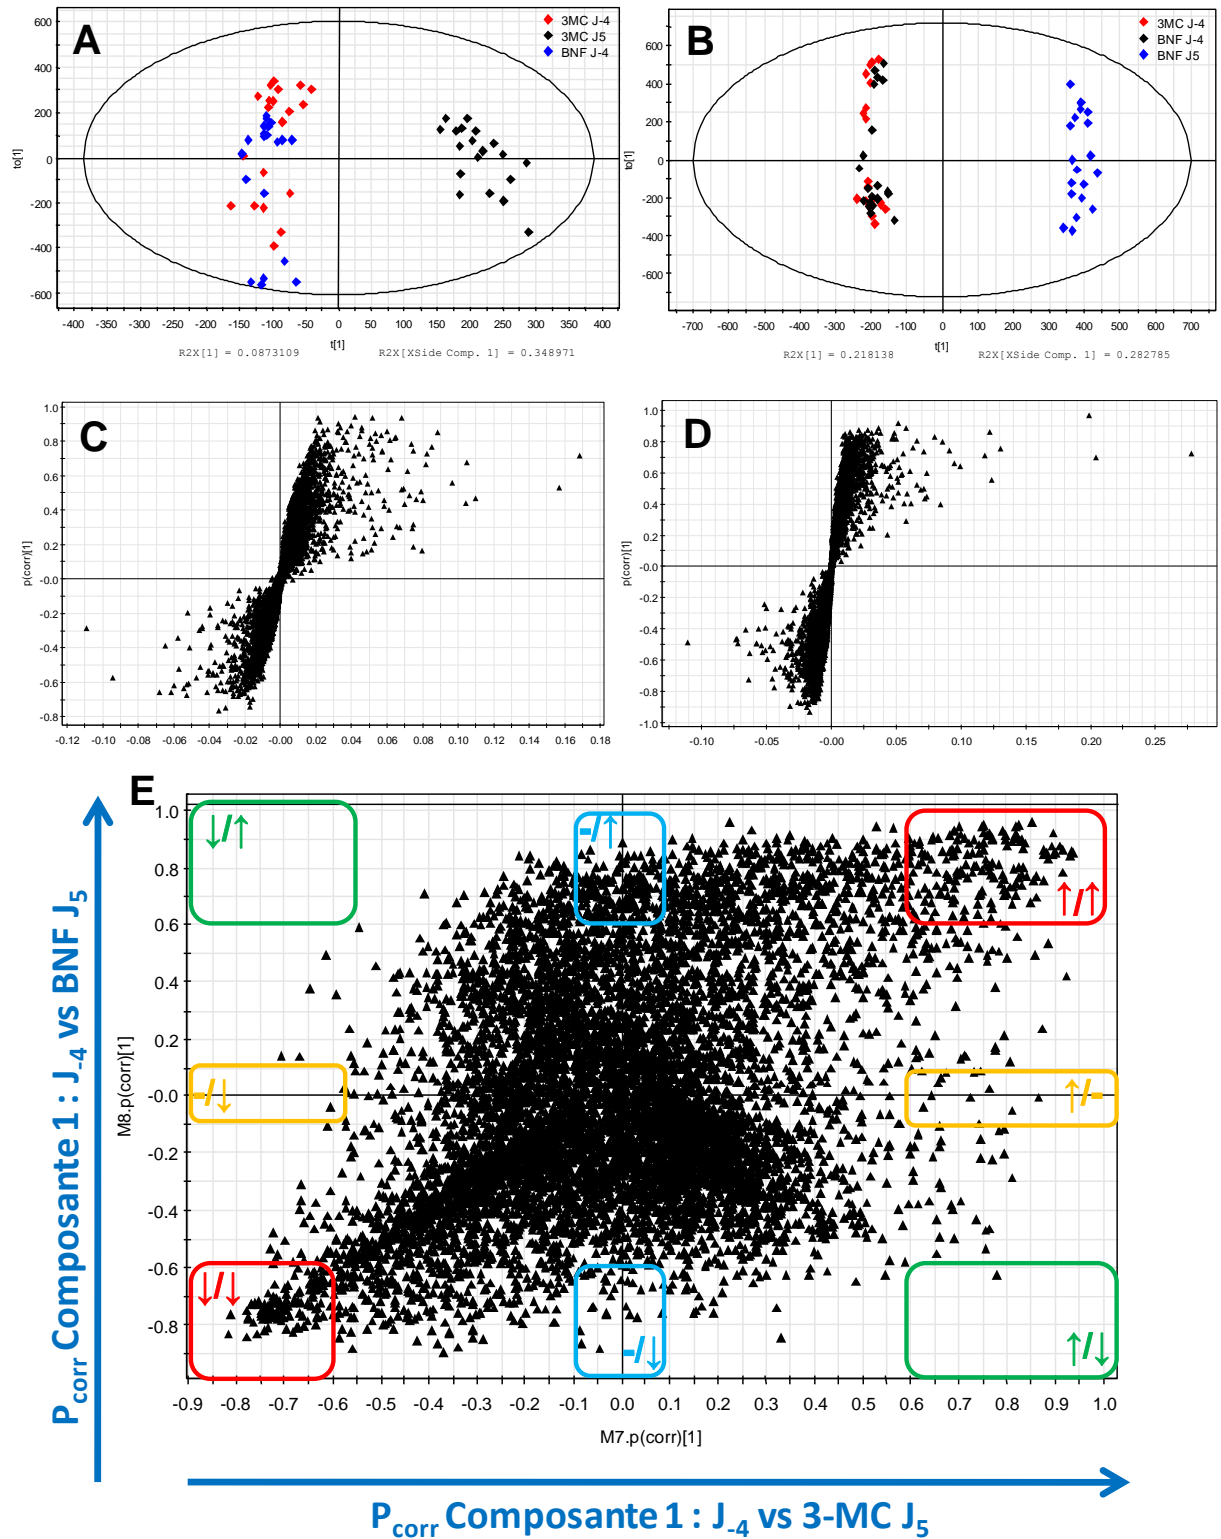 A
3MC J-4
3MC J5
BNF J-4
600
400
200
0
-200
-400
-600
to[1]
-400 -350 -300 -250 -200 -150 -100 -50 0 50 100 150 200 250 300 350 400
t[1]
R2X[1] = 0.0873109 R2X[XSide Comp. 1] = 0.348971
B
3MC J-4
BNF J-4
BNF J5
600
400
200
0
-200
-400
-600
to[1]
-700 -600 -500 -400 -300 -200 -100 0 100 200 300 400 500 600 700
t[1]
R2X[1] = 0.218138 R2X[XSide Comp. 1] = 0.282785
C
1.0
0.8
0.6
0.4
0.2
-0.0
-0.2
-0.4
-0.6
-0.8
p(corr)[1]
-0.12 -0.10 -0.08 -0.06 -0.04 -0.02 -0.00 0.02 0.04 0.06 0.08 0.10 0.12 0.14 0.16 0.18
D
1.0
0.8
0.6
0.4
0.2
-0.0
-0.2
-0.4
-0.6
-0.8
-1.0
p(corr)[1]
-0.10 -0.05 -0.00 0.05 0.10 0.15 0.20 0.25
E
↓/↑
-/↑
↑/↑
-/↓
↑/-
↓/↓
-/↓
↑/↓
1.0
0.8
0.6
0.4
0.2
-0.0
-0.2
-0.4
-0.6
-0.8
M8.p(corr)[1]
Pcorr Composante 1 : J-4 vs BNF J5
-0.9 -0.8 -0.7 -0.6 -0.5 -0.4 -0.3 -0.2 -0.1 0.0 0.1 0.2 0.3 0.4 0.5 0.6 0.7 0.8 0.9 1.0
M7.p(corr)[1]
Pcorr Composante 1 : J-4 vs 3-MC J5